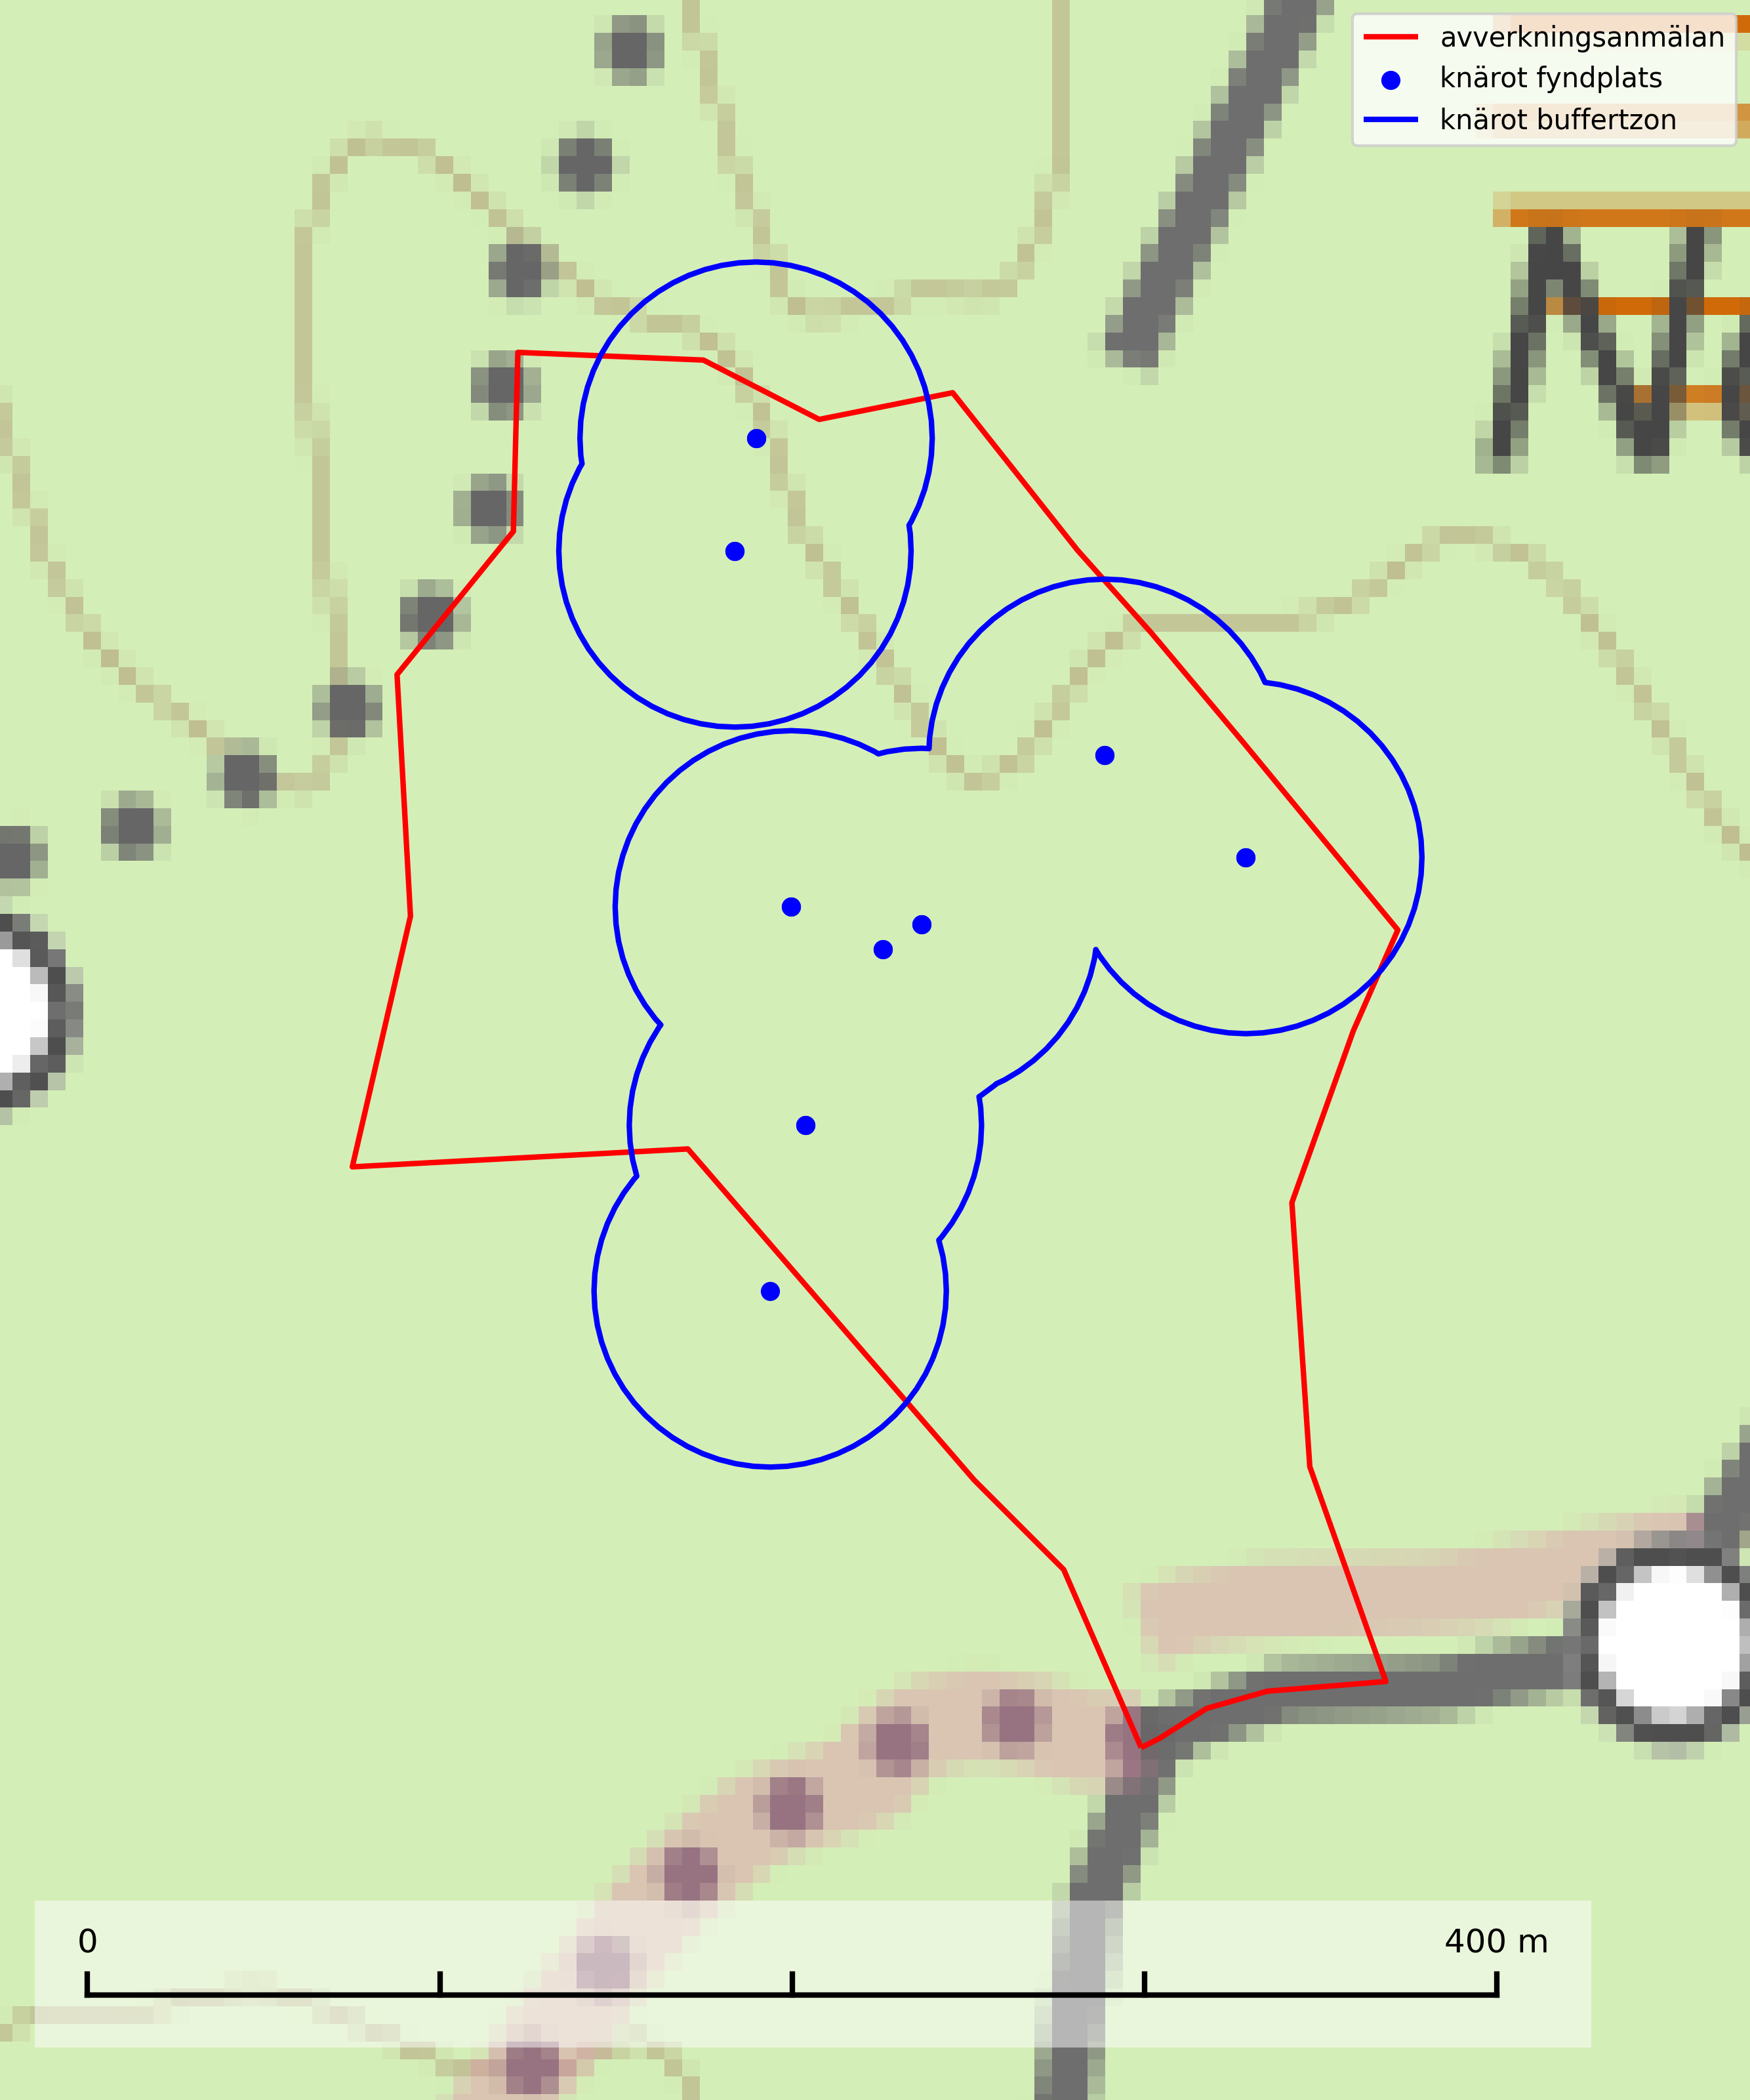 avverkningsanmälan
knärot fyndplats
knärot buffertzon
0
400 m